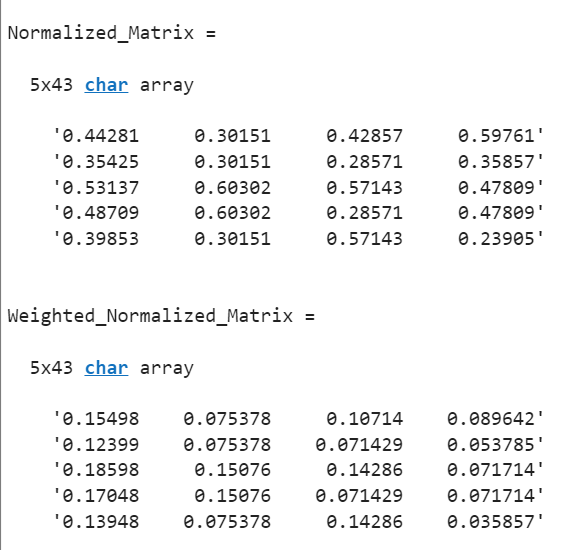 Normalized_Matrix =
5x43 char array
'0.44281     0.30151     0.42857     0.59761'
'0.35425     0.30151     0.28571     0.35857'
'0.53137     0.60302     0.57143     0.47809'
'0.48709     0.60302     0.28571     0.47809'
'0.39853     0.30151     0.57143     0.23905'
Weighted_Normalized_Matrix =
5x43 char array
'0.15498    0.075378     0.10714    0.089642'
'0.12399    0.075378    0.071429    0.053785'
'0.18598     0.15076     0.14286    0.071714'
'0.17048     0.15076    0.071429    0.071714'
'0.13948    0.075378     0.14286    0.035857'